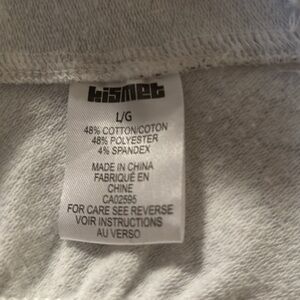 kismet
L/G
48% COTTON/COTON
48% POLYESTER
4% SPANDEX
MADE IN CHINA
FABRIQUÉ EN
CHINE
CA02595
FOR CARE SEE REVERSE
VOIR INSTRUCTIONS
AU VERSO